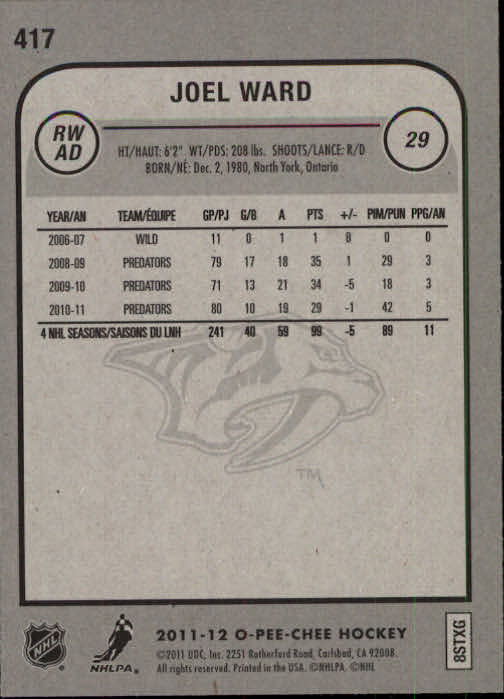 417
JOEL WARD
RW
AD
HT/HAUT: 6'2" WT/PDS: 208 lbs. SHOOTS/LANCE: R/D
BORN/NÉ: Dec. 2, 1980, North York, Ontario
29
YEAR/AN TEAM/ÉQUIPE GP/PJ G/B A PTS +/- PIM/PUN PPG/AN
2006-07 WILD 11 0 1 1 8 0 0
2008-09 PREDATORS 79 17 18 35 1 29 3
2009-10 PREDATORS 71 13 21 34 -5 18 3
2010-11 PREDATORS 80 10 19 29 -1 42 5
4 NHL SEASONS/SAISONS DU LNH 241 40 59 99 -5 89 11
TM
NHL
NHLPA
2011-12 O-PEE-CHEE HOCKEY
©2011 UDC, Inc. 2251 Rutherford Road, Carlsbad, CA 92008.
All rights reserved. Printed in the USA. ©NHLPA. ©NHL
8STXG